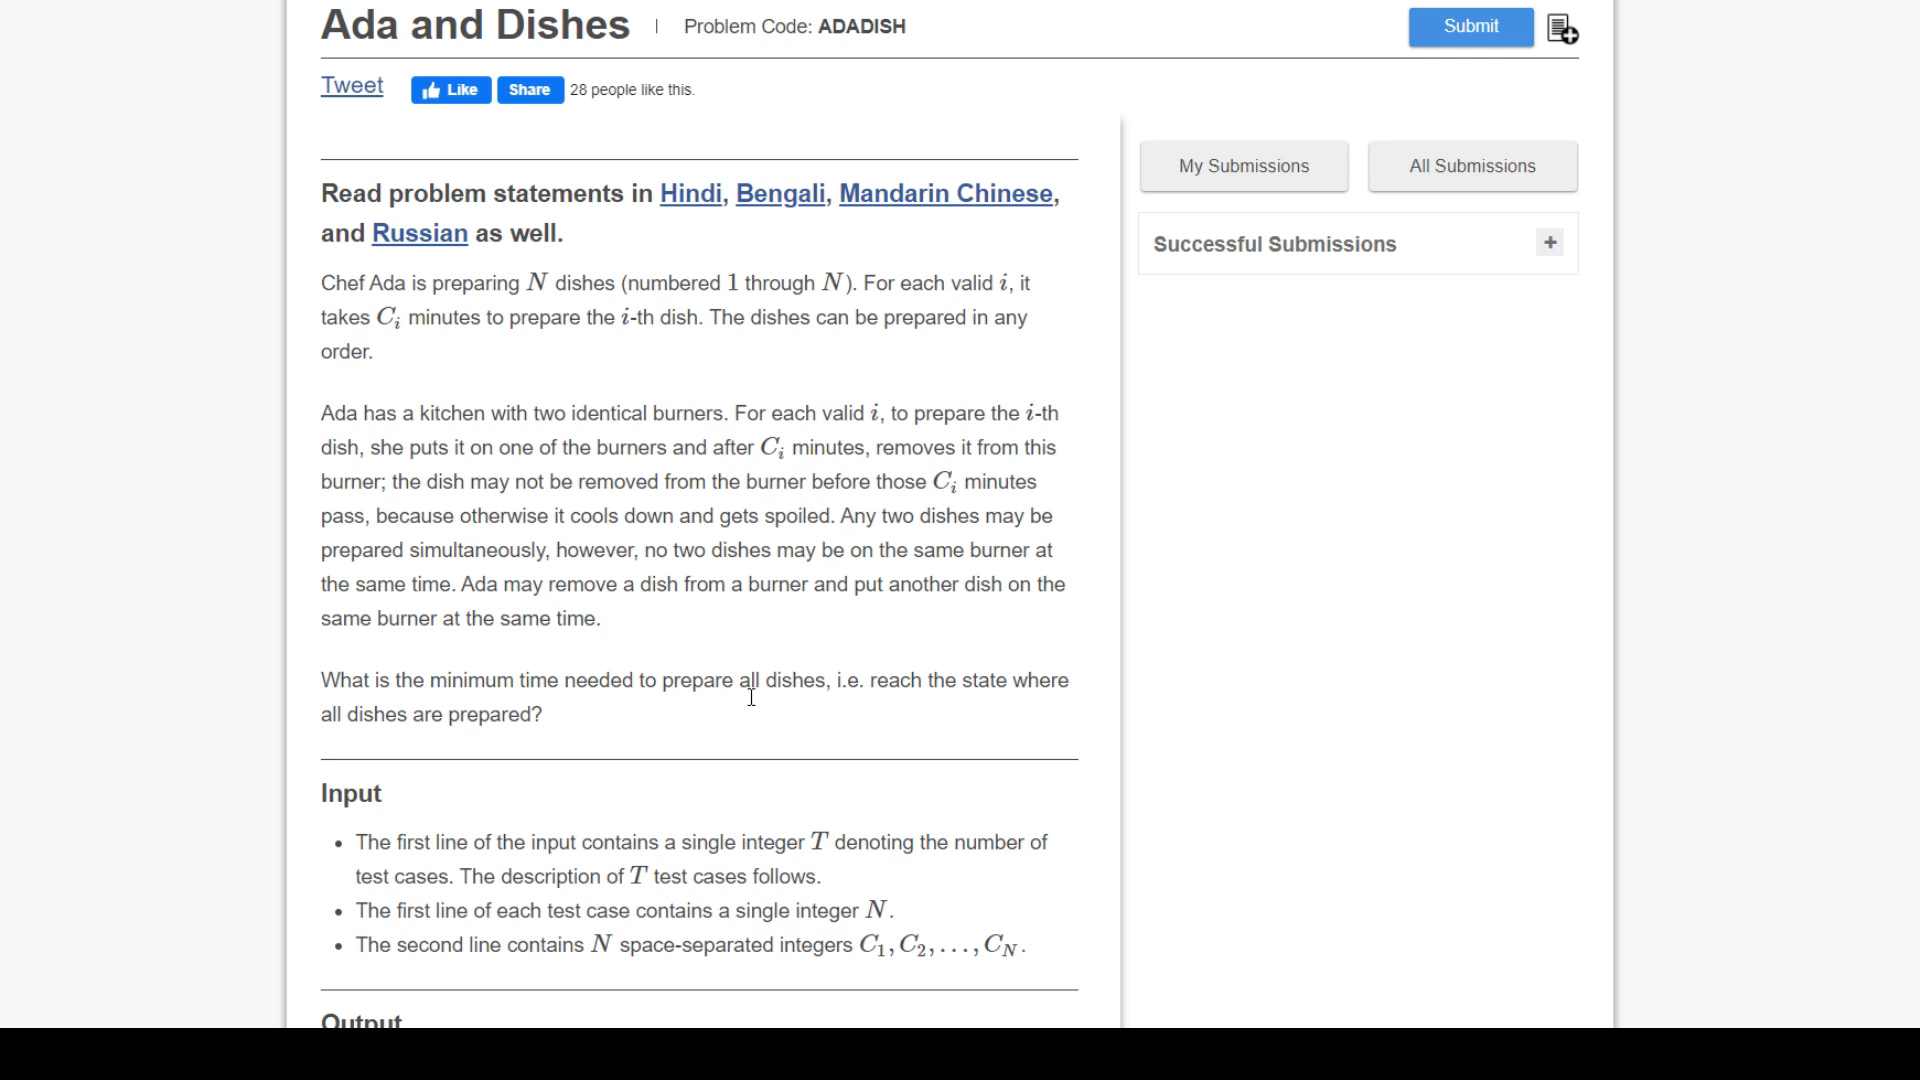 Ada and Dishes | Problem Code: ADADISH
Submit
Tweet
Like Share 28 people like this.
My Submissions All Submissions
Successful Submissions +
Read problem statements in Hindi, Bengali, Mandarin Chinese,
and Russian as well.
Chef Ada is preparing N dishes (numbered 1 through N). For each valid i, it
takes C_i minutes to prepare the i-th dish. The dishes can be prepared in any
order.
Ada has a kitchen with two identical burners. For each valid i, to prepare the i-th
dish, she puts it on one of the burners and after C_i minutes, removes it from this
burner; the dish may not be removed from the burner before those C_i minutes
pass, because otherwise it cools down and gets spoiled. Any two dishes may be
prepared simultaneously, however, no two dishes may be on the same burner at
the same time. Ada may remove a dish from a burner and put another dish on the
same burner at the same time.
What is the minimum time needed to prepare all dishes, i.e. reach the state where
all dishes are prepared?
Input
• The first line of the input contains a single integer T denoting the number of
test cases. The description of T test cases follows.
• The first line of each test case contains a single integer N.
• The second line contains N space-separated integers C_1, C_2, ..., C_N.
Output